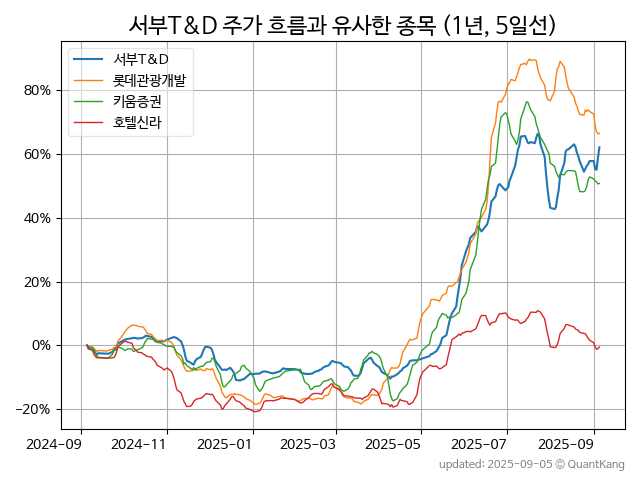 서부T&D 주가 흐름과 유사한 종목 (1년, 5일선)
서부T&D
롯데관광개발
키움증권
호텔신라
80%
60%
40%
20%
0%
−20%
2024-09 2024-11 2025-01 2025-03 2025-05 2025-07 2025-09
updated: 2025-09-05 © QuantKang